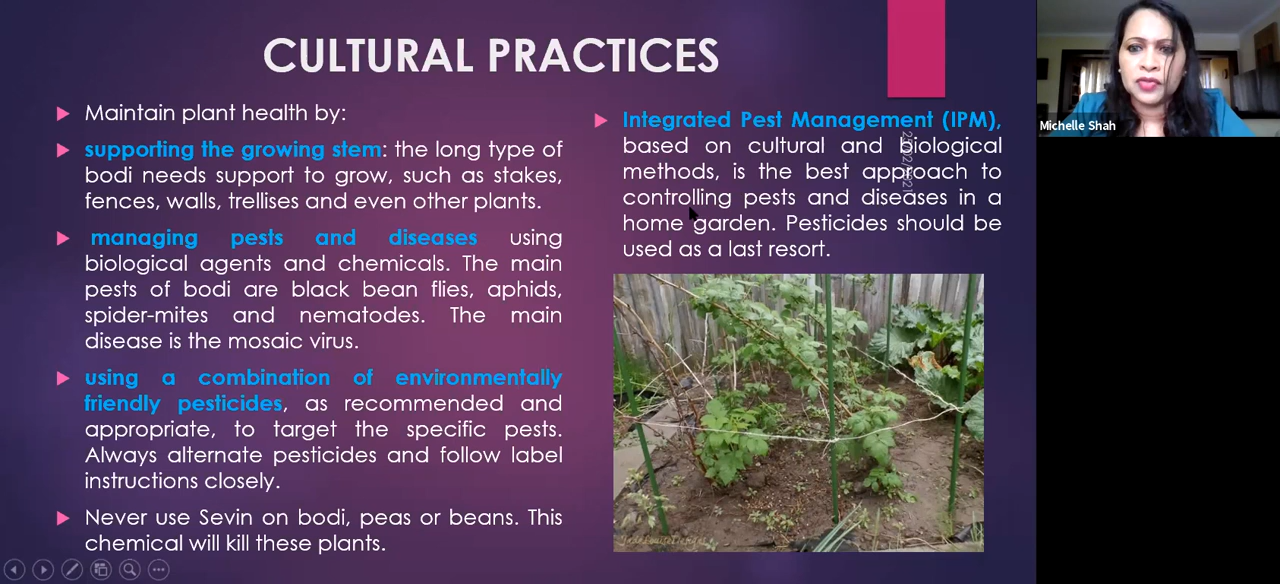 CULTURAL PRACTICES
Maintain plant health by:
supporting the growing stem: the long type of
bodi needs support to grow, such as stakes,
fences, walls, trellises and even other plants.
managing pests and diseases using
biological agents and chemicals. The main
pests of bodi are black bean flies, aphids,
spider-mites and nematodes. The main
disease is the mosaic virus.
using a combination of environmentally
friendly pesticides, as recommended and
appropriate, to target the specific pests.
Always alternate pesticides and follow label
instructions closely.
Never use Sevin on bodi, peas or beans. This
chemical will kill these plants.
Integrated Pest Management (IPM),
based on cultural and biological
methods, is the best approach to
controlling pests and diseases in a
home garden. Pesticides should be
used as a last resort.
Michelle Shah